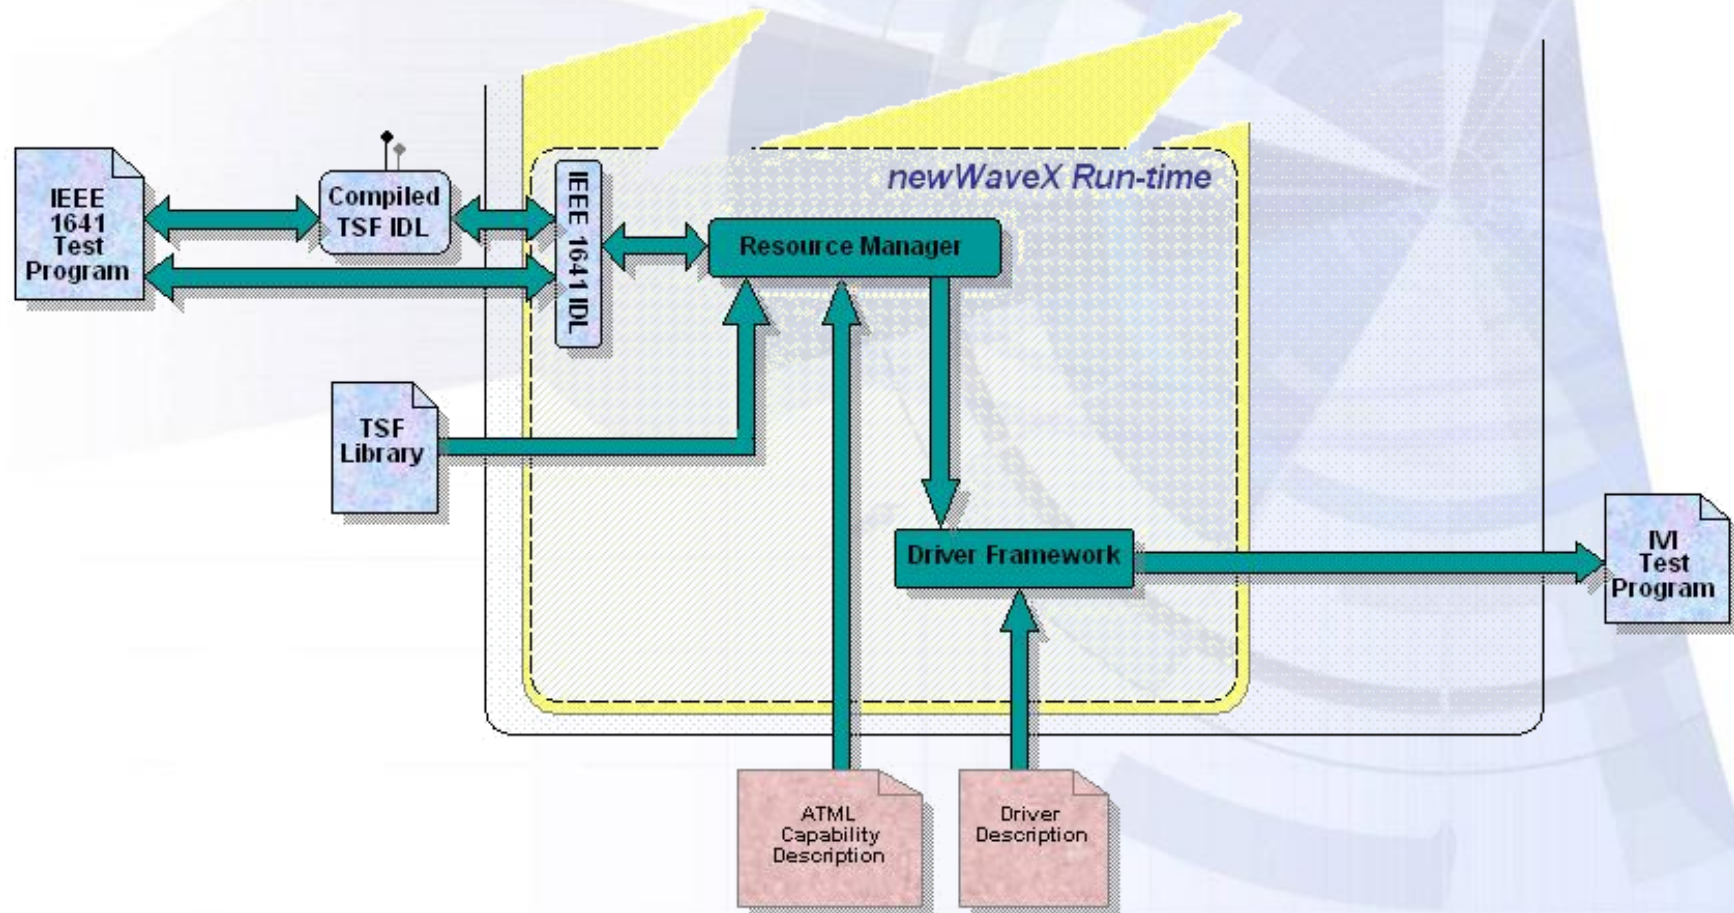 newWaveX Run-time
IEEE
1641
Test
Program
Compiled
TSF IDL
IEEE 1641 IDL
Resource Manager
TSF
Library
Driver Framework
IVI
Test
Program
ATML
Capability
Description
Driver
Description